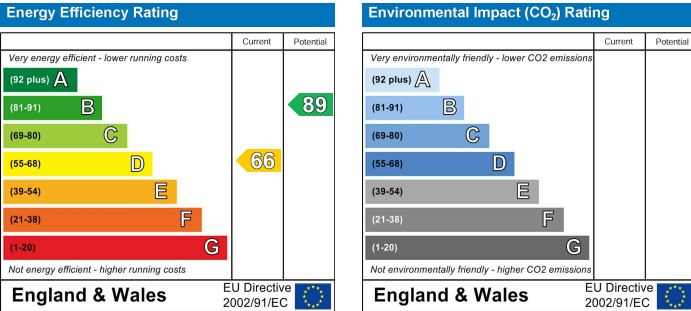 Energy Efficiency Rating
Current Potential
Very energy efficient - lower running costs
(92 plus) A
(81-91) B
89
(69-80) C
(55-68) D
66
(39-54) E
(21-38) F
(1-20) G
Not energy efficient - higher running costs
England & Wales
EU Directive
2002/91/EC
Environmental Impact (CO₂) Rating
Current Potential
Very environmentally friendly - lower CO2 emissions
(92 plus) A
(81-91) B
(69-80) C
(55-68) D
(39-54) E
(21-38) F
(1-20) G
Not environmentally friendly - higher CO2 emissions
England & Wales
EU Directive
2002/91/EC